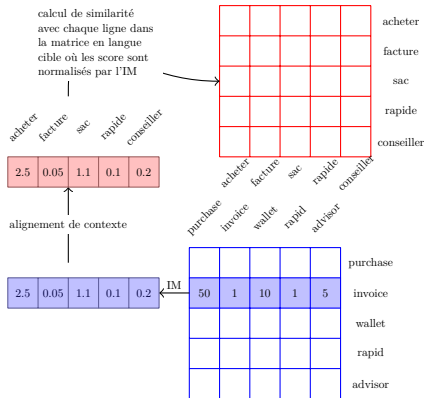 calcul de similarité
avec chaque ligne dans
la matrice en langue
cible où les score sont
normalisés par l'IM
acheter
facture
sac
rapide
conseiller
acheter facture sac rapide conseiller
acheter facture sac rapide conseiller
2.5 0.05 1.1 0.1 0.2
alignement de contexte
purchase invoice wallet rapid advisor
2.5 0.05 1.1 0.1 0.2
IM
50 1 10 1 5
purchase
invoice
wallet
rapid
advisor